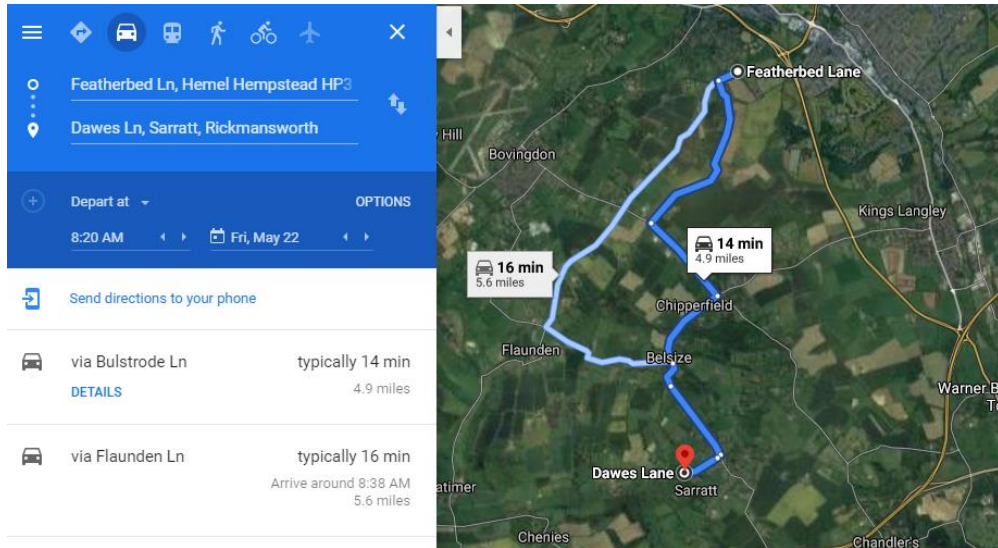 Featherbed Ln, Hemel Hempstead HP3
Dawes Ln, Sarratt, Rickmansworth
Depart at
OPTIONS
8:20 AM
Fri, May 22
Send directions to your phone
via Bulstrode Ln
typically 14 min
DETAILS
4.9 miles
via Flaunden Ln
typically 16 min
Arrive around 8:38 AM
5.6 miles
Featherbed Lane
Hill
Bovingdon
Kings Langley
14 min
4.9 miles
16 min
5.6 miles
Chipperfield
Flaunden
Belsize
Warner B
Dawes Lane
Sarratt
atimer
Chenies
Chandler's